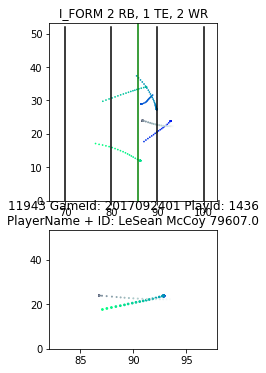 I_FORM 2 RB, 1 TE, 2 WR
50
40
30
20
10
0
70 80 90 100
11943 GameId: 2017092401 PlayId: 1436
PlayerName + ID: LeSean McCoy 79607.0
40
20
0
85 90 95